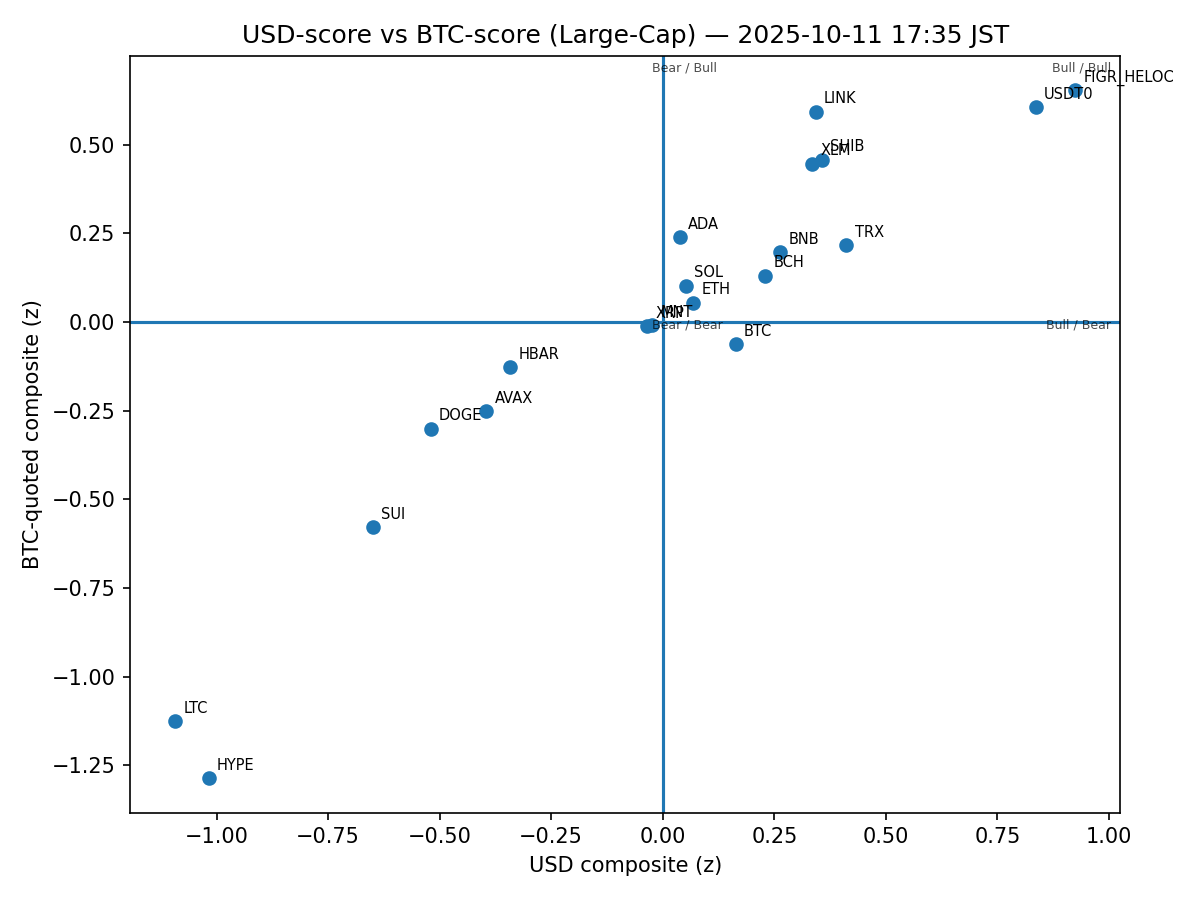 USD-score vs BTC-score (Large-Cap) — 2025-10-11 17:35 JST
Bear / Bull
Bull / Bull
FIGR_HELOC
USDT0
LINK
SHIB
XLM
ADA
TRX
BNB
BCH
SOL
ETH
XRP
Bear / Bear
Bull / Bear
BTC
HBAR
AVAX
DOGE
SUI
LTC
HYPE
0.50
0.25
0.00
−0.25
−0.50
−0.75
−1.00
−1.25
BTC-quoted composite (z)
−1.00
−0.75
−0.50
−0.25
0.00
0.25
0.50
0.75
1.00
USD composite (z)